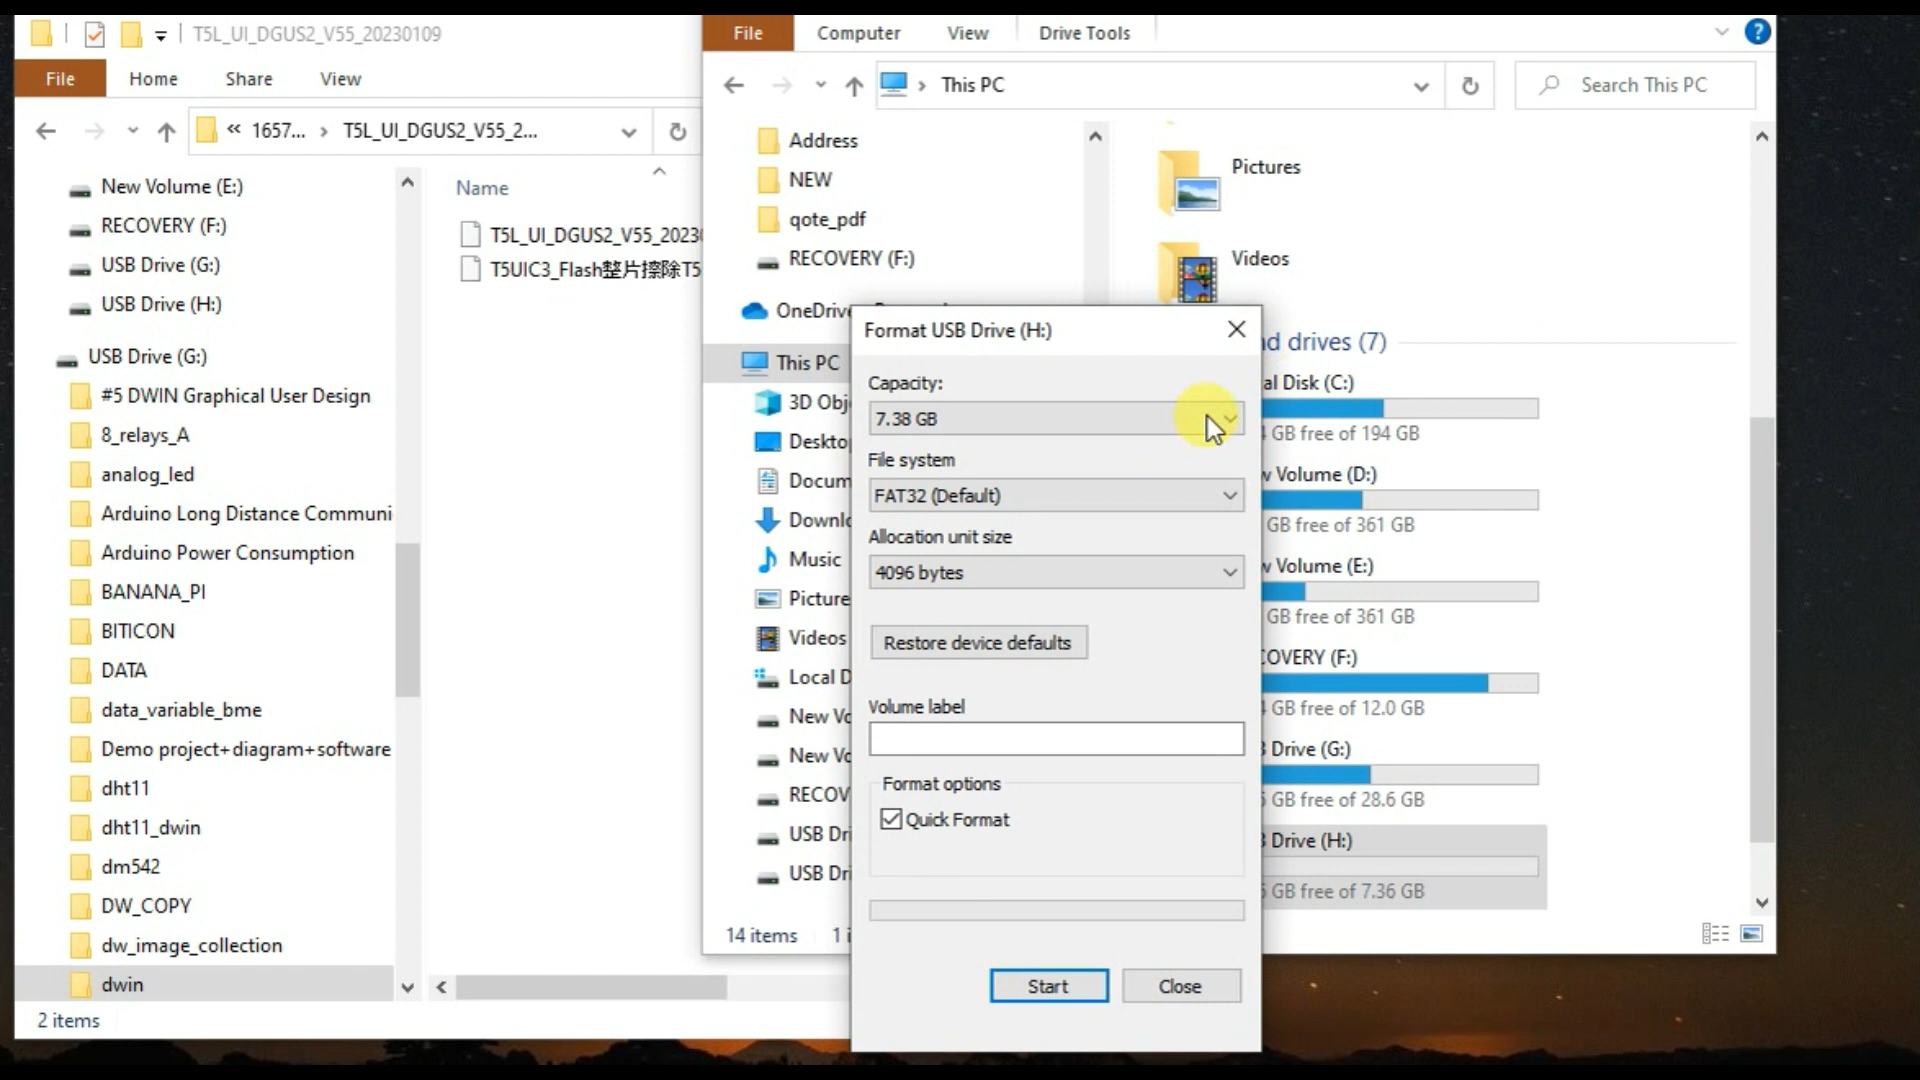 T5L_UI_DGUS2_V55_20230109
File
Home
Share
View
« 1657... › T5L_UI_DGUS2_V55_2...
New Volume (E:)
RECOVERY (F:)
USB Drive (G:)
USB Drive (H:)
USB Drive (G:)
#5 DWIN Graphical User Design
8_relays_A
analog_led
Arduino Long Distance Communi
Arduino Power Consumption
BANANA_PI
BITICON
DATA
data_variable_bme
Demo project+diagram+software
dht11
dht11_dwin
dm542
DW_COPY
dw_image_collection
dwin
2 items
Name
T5L_UI_DGUS2_V55_2023
T5UIC3_Flash整片擦除T5
File
Computer
View
Drive Tools
This PC
Search This PC
Address
NEW
qote_pdf
RECOVERY (F:)
OneDrive
This PC
3D Obj
Desktop
Docum
Downlo
Music
Picture
Videos
Local D
New Vo
New Vo
RECOV
USB Dri
USB Dri
14 items
1 i
Pictures
Videos
d drives (7)
al Disk (C:)
GB free of 194 GB
w Volume (D:)
GB free of 361 GB
w Volume (E:)
GB free of 361 GB
COVERY (F:)
GB free of 12.0 GB
Drive (G:)
GB free of 28.6 GB
Drive (H:)
GB free of 7.36 GB
Format USB Drive (H:)
Capacity:
7.38 GB
File system
FAT32 (Default)
Allocation unit size
4096 bytes
Restore device defaults
Volume label
Format options
Quick Format
Start
Close